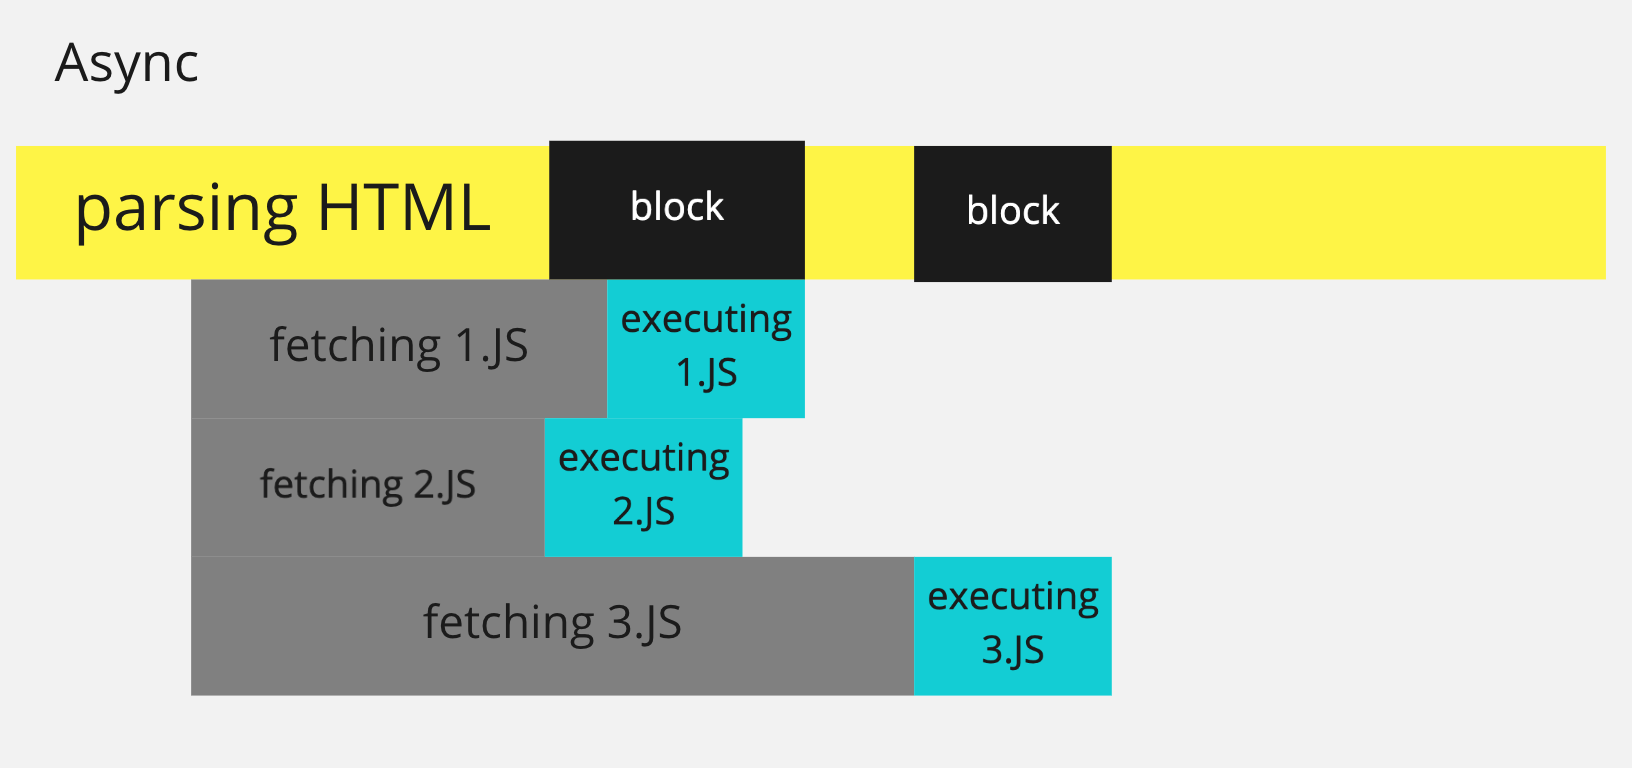 Async
parsing HTML
block
block
fetching 1.JS
executing
1.JS
fetching 2.JS
executing
2.JS
fetching 3.JS
executing
3.JS